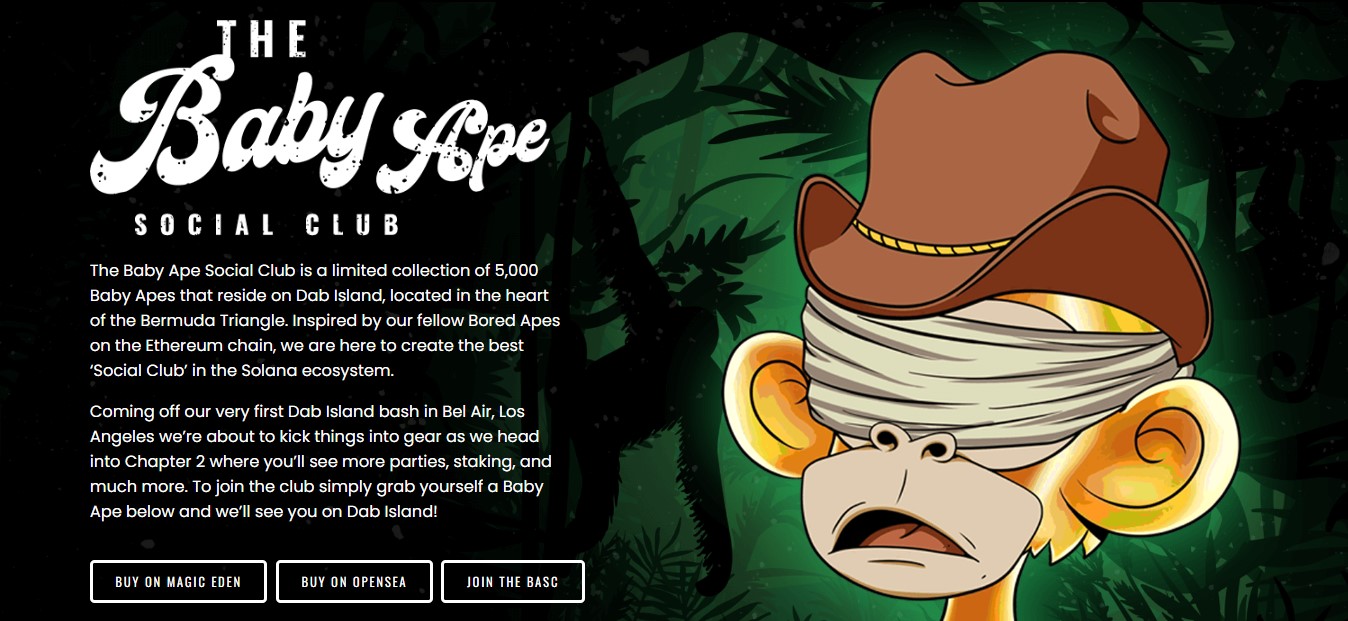 THE
Baby Ape
SOCIAL CLUB
The Baby Ape Social Club is a limited collection of 5,000
Baby Apes that reside on Dab Island, located in the heart
of the Bermuda Triangle. Inspired by our fellow Bored Apes
on the Ethereum chain, we are here to create the best
‘Social Club’ in the Solana ecosystem.
Coming off our very first Dab Island bash in Bel Air, Los
Angeles we’re about to kick things into gear as we head
into Chapter 2 where you’ll see more parties, staking, and
much more. To join the club simply grab yourself a Baby
Ape below and we’ll see you on Dab Island!
BUY ON MAGIC EDEN BUY ON OPENSEA JOIN THE BASC